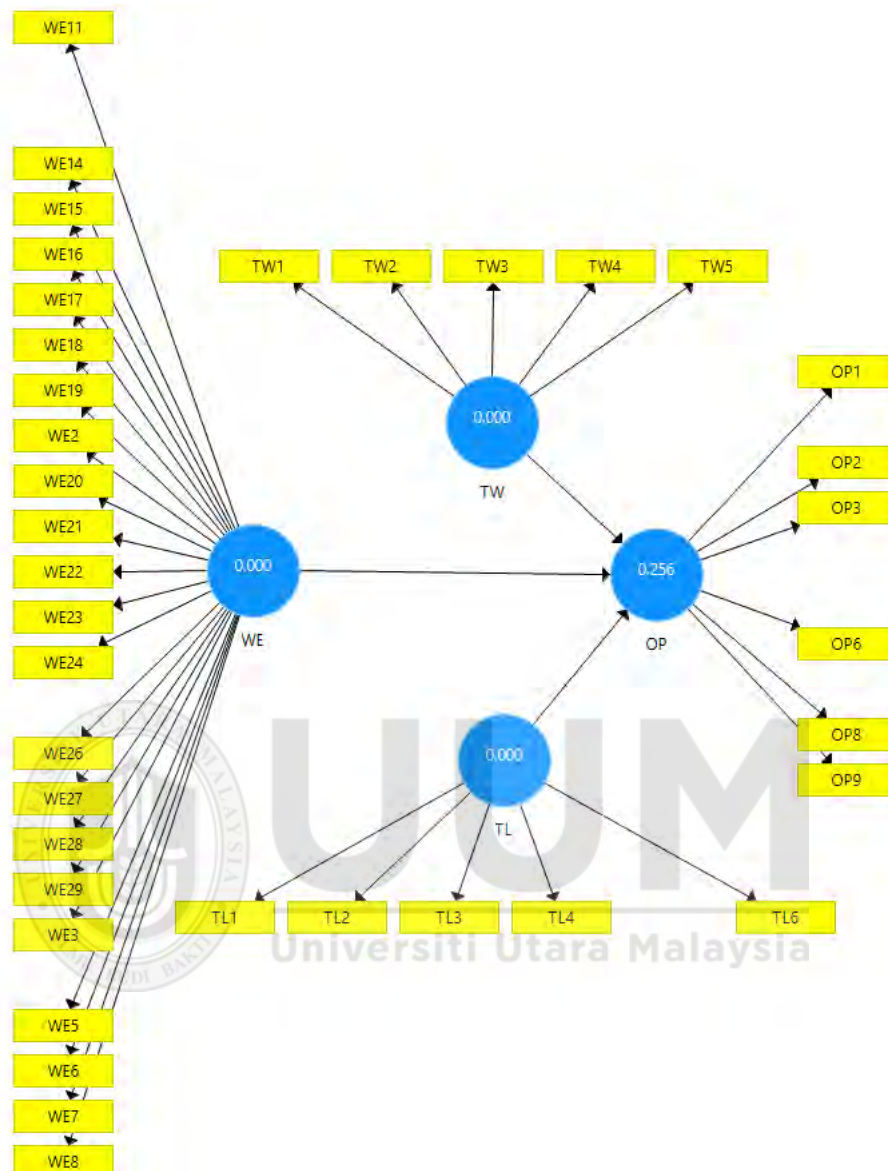 WE11
WE14
WE15
WE16
WE17
WE18
WE19
WE2
WE20
WE21
WE22
WE23
WE24
WE26
WE27
WE28
WE29
WE3
WE5
WE6
WE7
WE8
0.000
WE
TW1 TW2 TW3 TW4 TW5
0.000
TW
0.256
OP
OP1
OP2
OP3
OP6
OP8
OP9
0.000
TL
TL1 TL2 TL3 TL4 TL6
UUM
Universiti Utara Malaysia